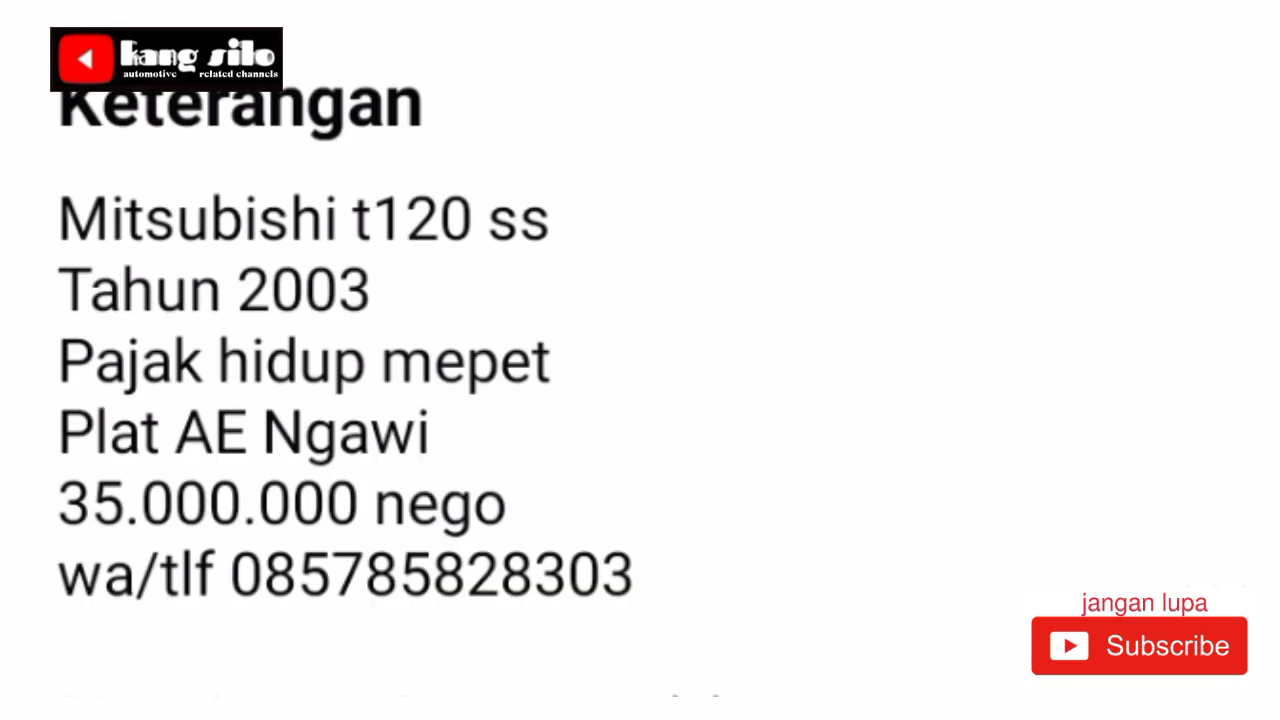 Kang silo
automotive related channels
Keterangan
Mitsubishi t120 ss
Tahun 2003
Pajak hidup mepet
Plat AE Ngawi
35.000.000 nego
wa/tlf 085785828303
jangan lupa
Subscribe